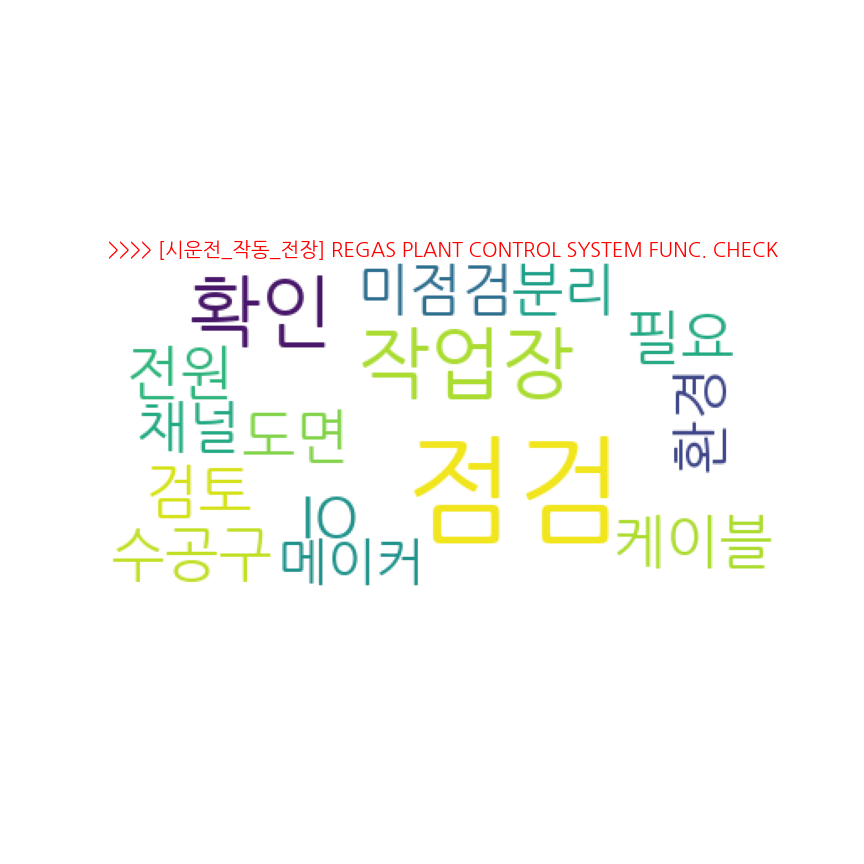 >>>> [시운전_작동_전장] REGAS PLANT CONTROL SYSTEM FUNC. CHECK
확인 미점검 분리
전원 작업장 필요
채널 도면 환경
검토 IO 점검
수공구 메이커 케이블